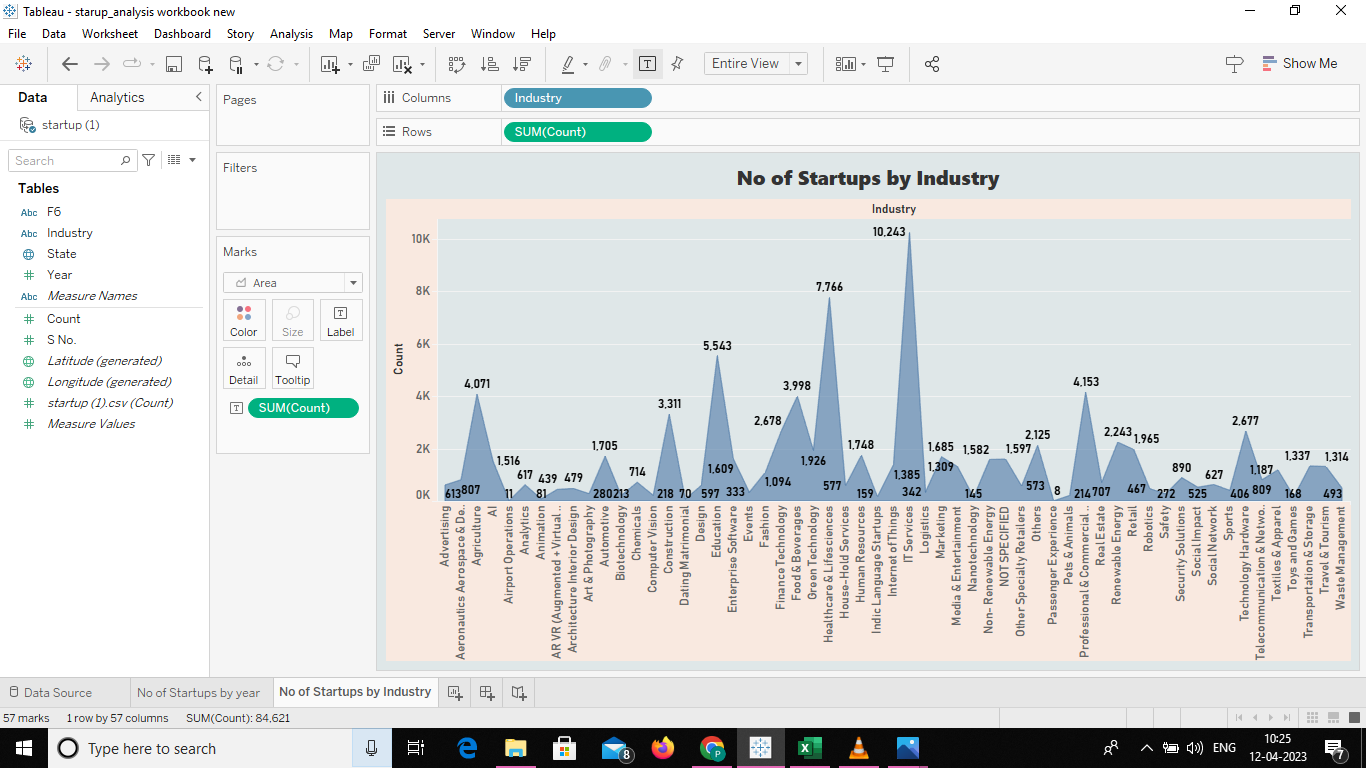 Tableau - starup_analysis workbook new
File Data Worksheet Dashboard Story Analysis Map Format Server Window Help
Entire View
Show Me
Data Analytics
startup (1)
Search
Tables
Abc F6
Abc Industry
State
Year
Abc Measure Names
Count
S No.
Latitude (generated)
Longitude (generated)
startup (1).csv (Count)
Measure Values
Pages
Filters
Marks
Area
Color Size Label
Detail Tooltip
SUM(Count)
Columns Industry
Rows SUM(Count)
No of Startups by Industry
Industry
Count
10K
8K
6K
4K
2K
0K
10,243
7,766
5,543
4,071
3,998
4,153
3,311
2,678
2,677
2,243
2,125
1,965
1,926
1,748
1,705
1,685
1,609
1,597
1,582
1,516
1,385
1,337
1,314
1,309
1,187
1,094
613 807 11 617 81 439 479 280 213 714 218 70 597 333 577 159 342 145 573 8 214 707 467 272 890 525 627 406 809 168 493
Advertising
Aeronautics Aerospace & De..
Agriculture
AI
Airport Operations
Analytics
Animation
AR VR (Augmented + Virtual ..
Architecture Interior Design
Art & Photography
Automotive
Biotechnology
Chemicals
Computer Vision
Construction
Dating Matrimonial
Design
Education
Enterprise Software
Events
Fashion
Finance Technology
Food & Beverages
Green Technology
Healthcare & Lifesciences
House-Hold Services
Human Resources
Indic Language Startups
Internet of Things
IT Services
Logistics
Marketing
Media & Entertainment
Nanotechnology
Non- Renewable Energy
NOT SPECIFIED
Other Specialty Retailers
Others
Passenger Experience
Pets & Animals
Professional & Commercial ..
Real Estate
Renewable Energy
Retail
Robotics
Safety
Security Solutions
Social Impact
Social Network
Sports
Technology Hardware
Telecommunication & Netwo..
Textiles & Apparel
Toys and Games
Transportation & Storage
Travel & Tourism
Waste Management
Data Source No of Startups by year No of Startups by Industry
57 marks 1 row by 57 columns SUM(Count): 84,621
Type here to search
8
ENG
10:25
12-04-2023
7